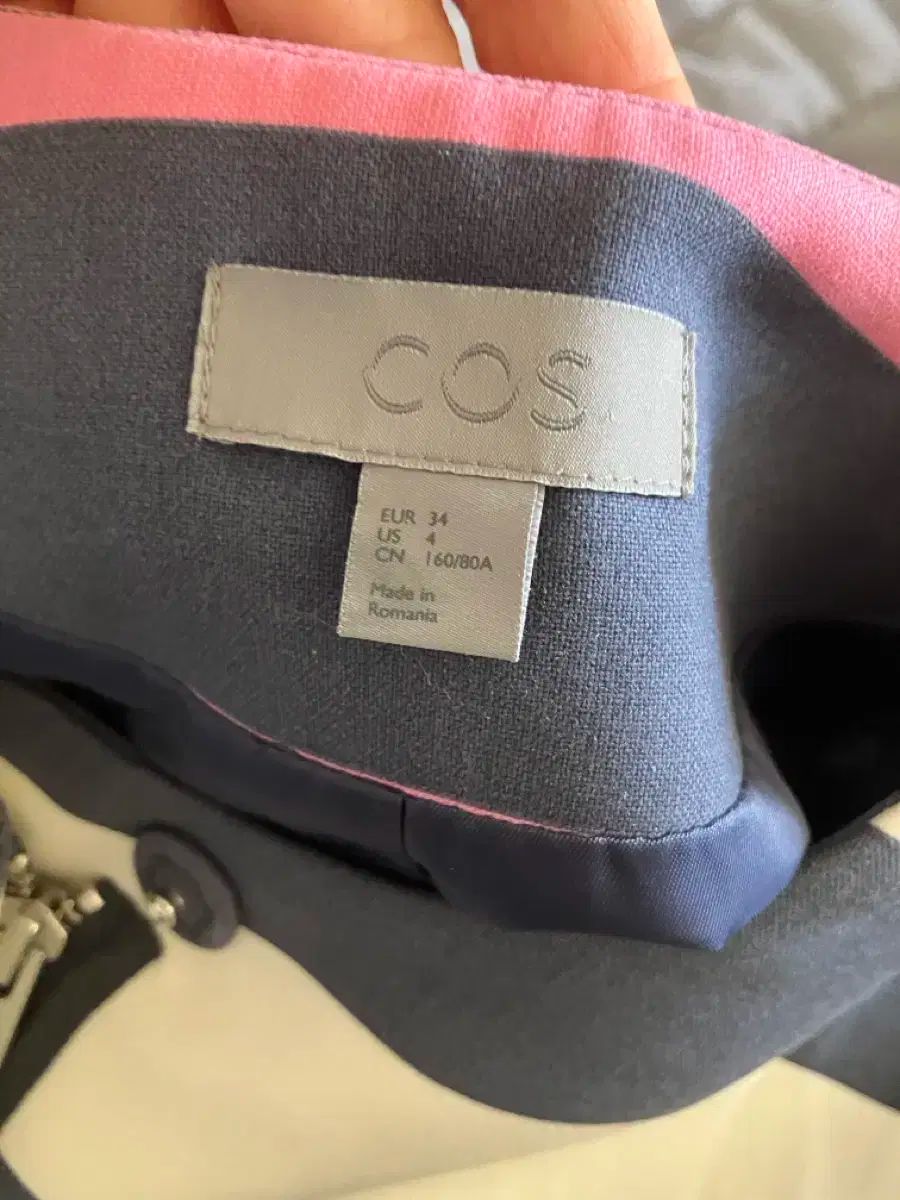 COS
EUR 34
US 4
CN 160/80A
Made in
Romania